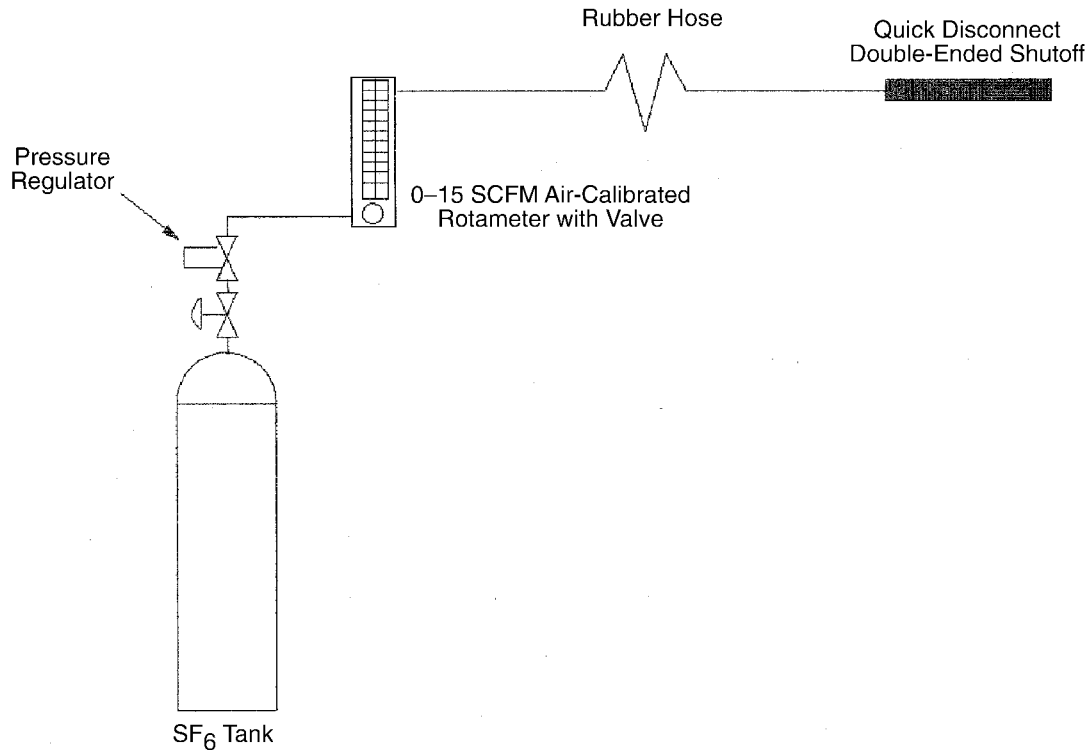 Rubber Hose
Quick Disconnect
Double-Ended Shutoff
Pressure
Regulator
0–15 SCFM Air-Calibrated
Rotameter with Valve
SF6 Tank